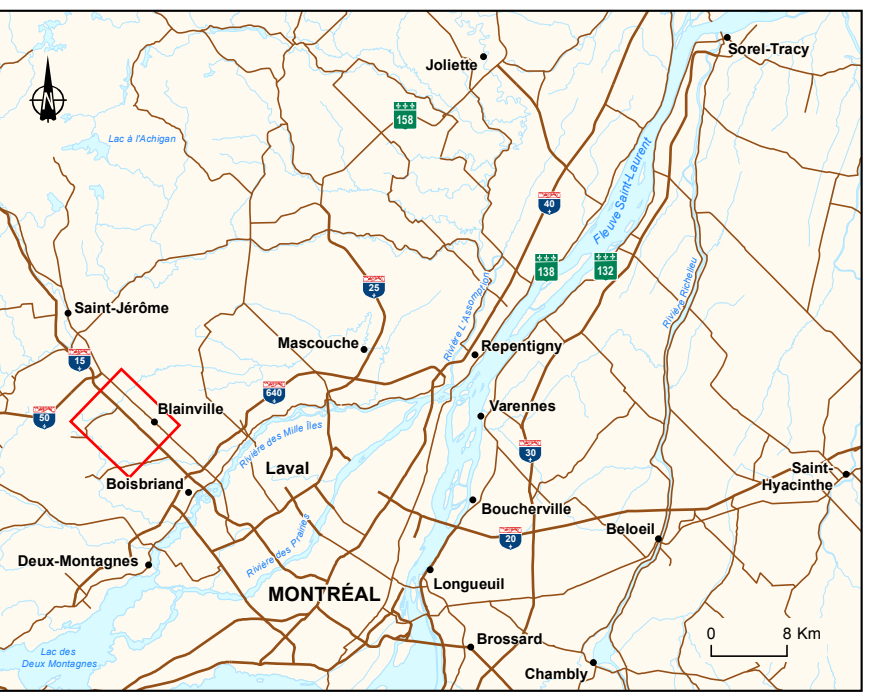 Sorel-Tracy
Joliette
N
158
Lac à l'Achigan
40
Fleuve Saint-Laurent
138
132
25
Rivière L'Assomption
Rivière Richelieu
Saint-Jérôme
Mascouche
Repentigny
15
640
Blainville
Varennes
50
Rivière des Mille Îles
30
Laval
Saint-
Hyacinthe
Boisbriand
Boucherville
Beloeil
20
Rivière des Prairies
Deux-Montagnes
Longueuil
MONTRÉAL
0 8 Km
Brossard
Lac des
Deux Montagnes
Chambly